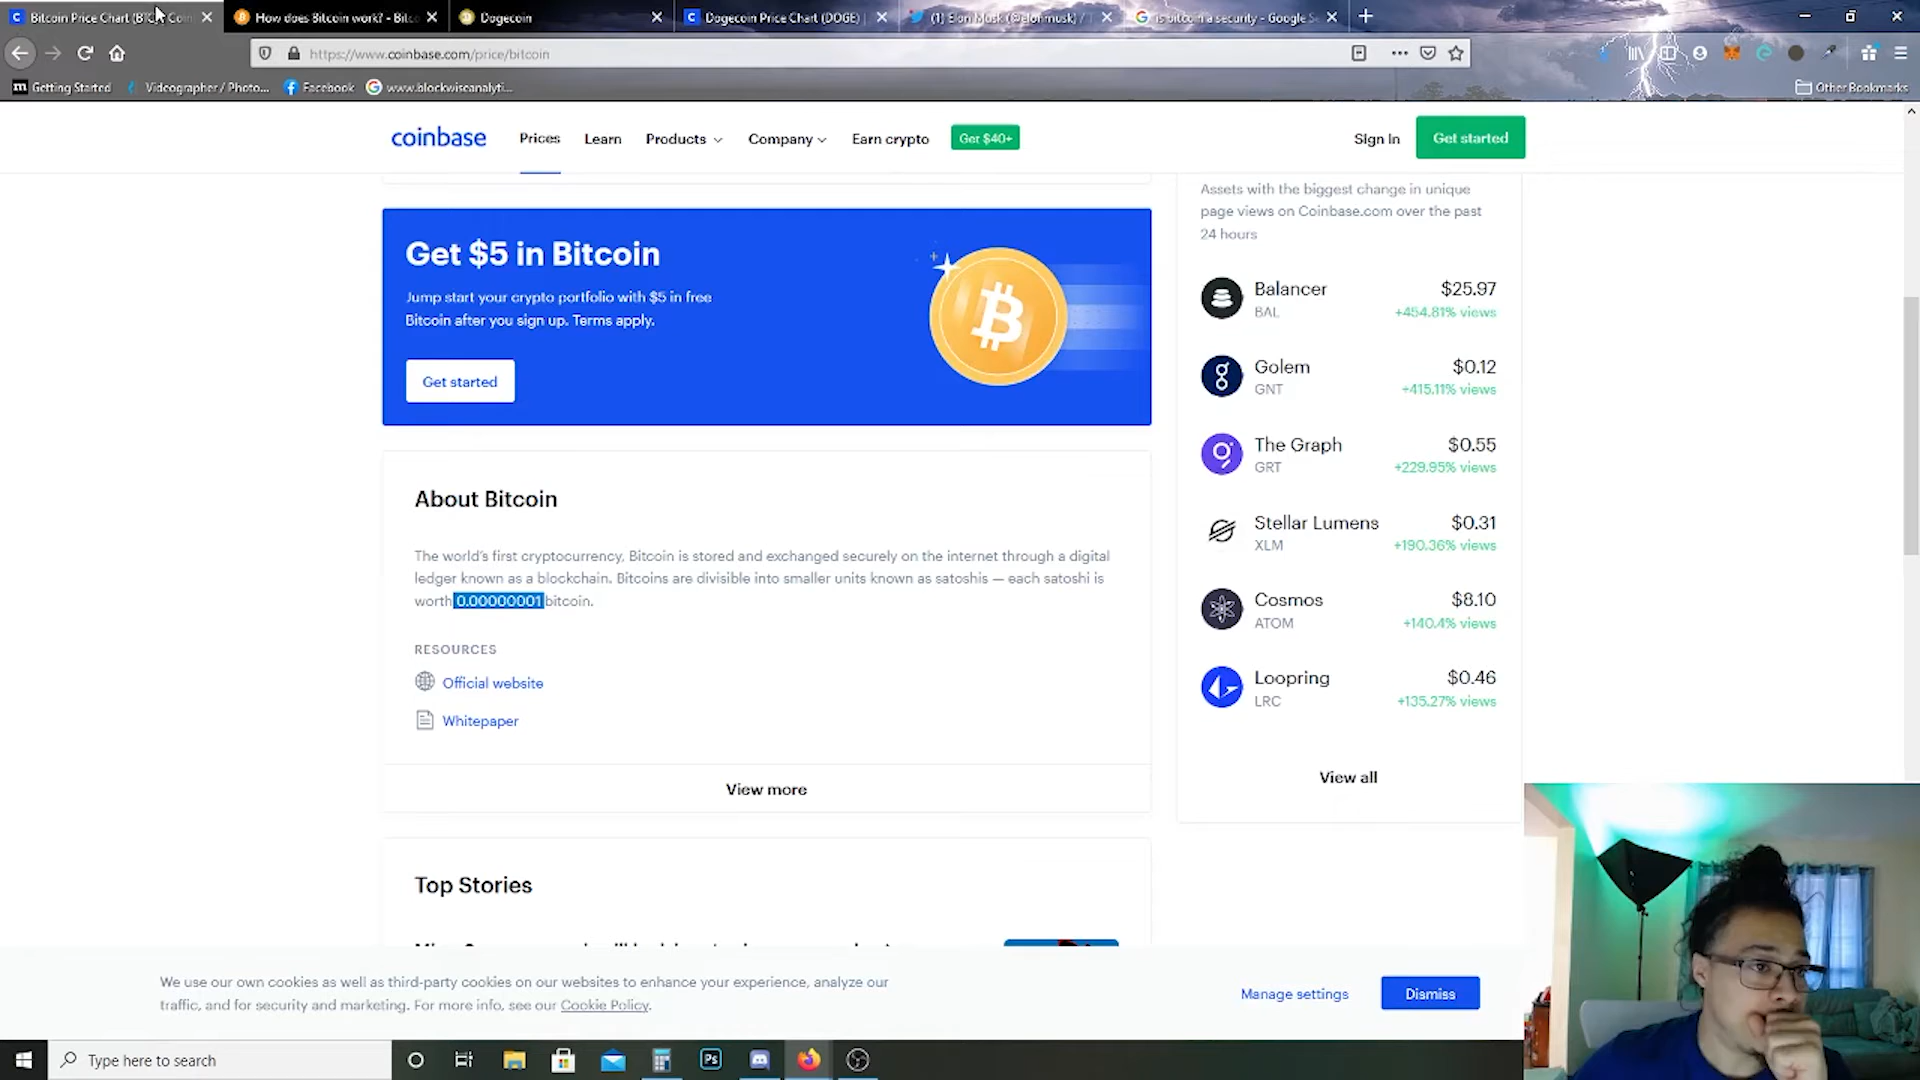 Bitcoin Price Chart (BTC)
How does Bitcoin work? - Bitc
Dogecoin
Dogecoin Price Chart (DOGE) |
(1) Elon Musk (@elonmusk) / T
is bitcoin a security - Google Se
https://www.coinbase.com/price/bitcoin
Getting Started
Videographer / Photo...
Facebook
www.blockwiseanalyti...
Other Bookmarks
coinbase
Prices
Learn
Products
Company
Earn crypto
Get $40+
Sign In
Get started
Assets with the biggest change in unique
page views on Coinbase.com over the past
24 hours
Get $5 in Bitcoin
Jump start your crypto portfolio with $5 in free
Bitcoin after you sign up. Terms apply.
Get started
Balancer $25.97
BAL +454.81% views
Golem $0.12
GNT +415.11% views
The Graph $0.55
GRT +229.95% views
Stellar Lumens $0.31
XLM +190.36% views
Cosmos $8.10
ATOM +140.4% views
Loopring $0.46
LRC +135.27% views
View all
About Bitcoin
The world's first cryptocurrency, Bitcoin is stored and exchanged securely on the internet through a digital
ledger known as a blockchain. Bitcoins are divisible into smaller units known as satoshis — each satoshi is
worth 0.00000001 bitcoin.
RESOURCES
Official website
Whitepaper
View more
Top Stories
We use our own cookies as well as third-party cookies on our websites to enhance your experience, analyze our
traffic, and for security and marketing. For more info, see our Cookie Policy.
Manage settings
Dismiss
Type here to search
Ps